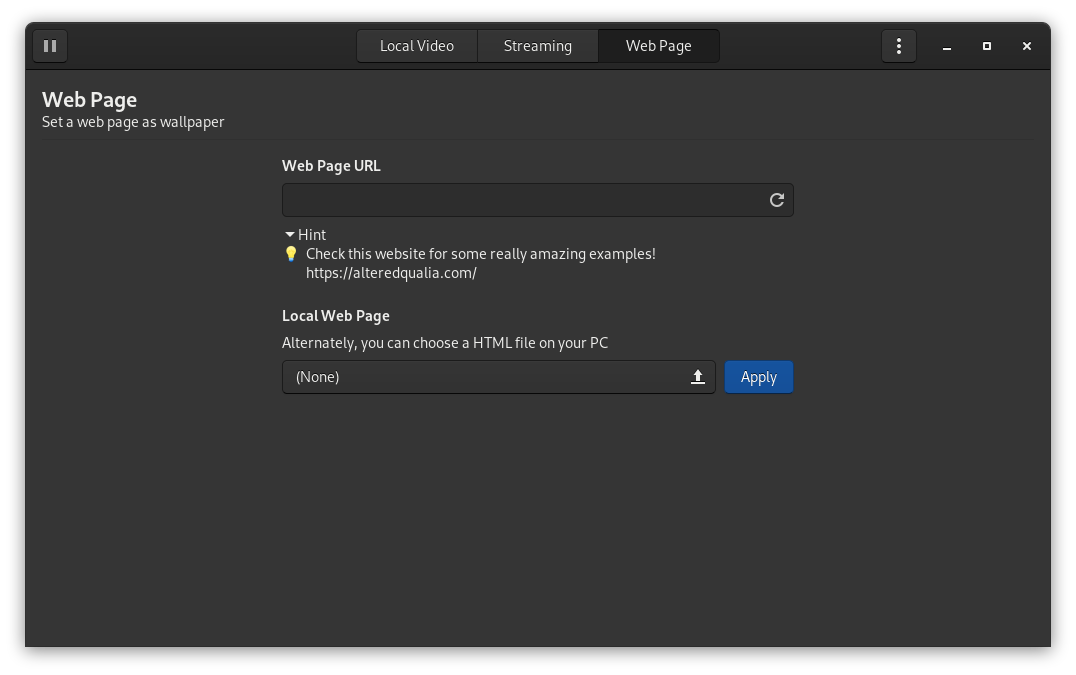 Local Video
Streaming
Web Page
Web Page
Set a web page as wallpaper
Web Page URL
Hint
💡 Check this website for some really amazing examples!
https://alteredqualia.com/
Local Web Page
Alternately, you can choose a HTML file on your PC
(None)
Apply